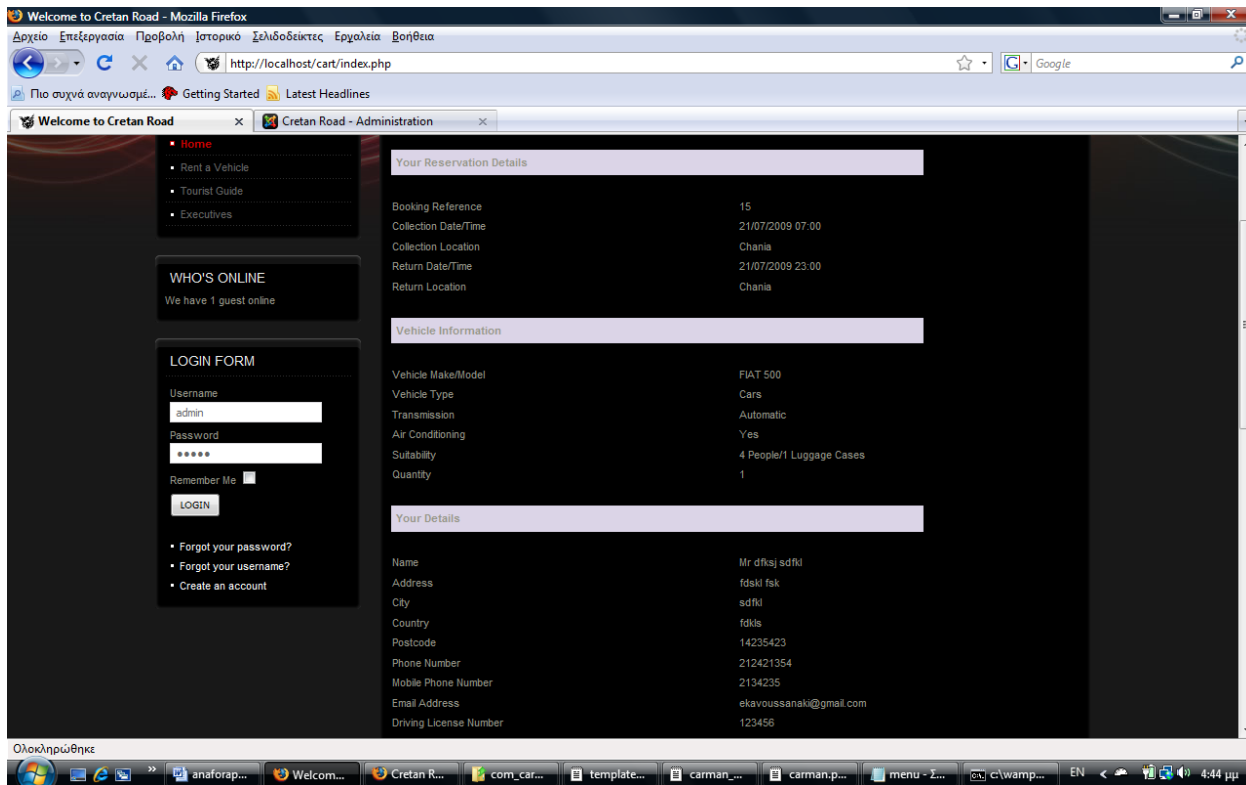 Welcome to Cretan Road - Mozilla Firefox
Αρχείο Επεξεργασία Προβολή Ιστορικό Σελιδοδείκτες Εργαλεία Βοήθεια
http://localhost/cart/index.php
G Google
Πιο συχνά αναγνωσμέ... Getting Started Latest Headlines
Welcome to Cretan Road
Cretan Road - Administration
Home
Rent a Vehicle
Tourist Guide
Executives
WHO'S ONLINE
We have 1 guest online
LOGIN FORM
Username
admin
Password
•••••
Remember Me
LOGIN
Forgot your password?
Forgot your username?
Create an account
Your Reservation Details
Booking Reference 15
Collection Date/Time 21/07/2009 07:00
Collection Location Chania
Return Date/Time 21/07/2009 23:00
Return Location Chania
Vehicle Information
Vehicle Make/Model FIAT 500
Vehicle Type Cars
Transmission Automatic
Air Conditioning Yes
Suitability 4 People/1 Luggage Cases
Quantity 1
Your Details
Name Mr dfksj sdfkl
Address fdskl fsk
City sdfkl
Country fdkls
Postcode 14235423
Phone Number 212421354
Mobile Phone Number 2134235
Email Address ekavoussanaki@gmail.com
Driving License Number 123456
Ολοκληρώθηκε
» anaforap... Welcom... Cretan R... com_car... template... carman_... carman.p... menu - Σ... c:\wamp... EN 4:44 μμ